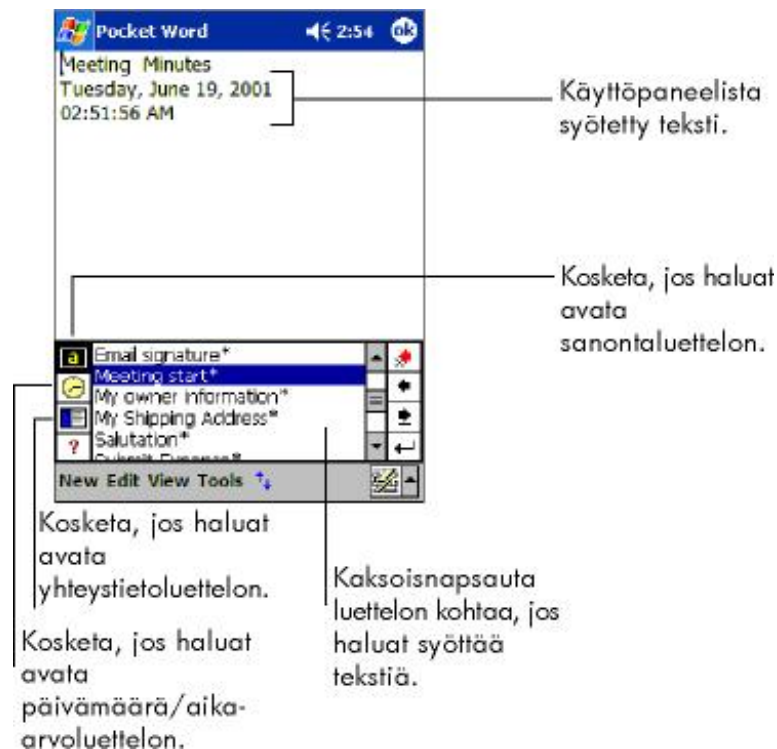 Pocket Word 2:54 ok
Meeting Minutes
Tuesday, June 19, 2001
02:51:56 AM
Käyttöpaneelista
syötetty teksti.
Kosketa, jos haluat
avata
sanontaluettelon.
a Email signature*
Meeting start*
My owner information*
My Shipping Address*
? Salutation*
Submit Expense*
New Edit View Tools
Kosketa, jos haluat
avata
yhteystietoluettelon.
Kaksoisnapsauta
luettelon kohtaa, jos
haluat syöttää
tekstiä.
Kosketa, jos haluat
avata
päivämäärä/aika-
arvoluettelon.